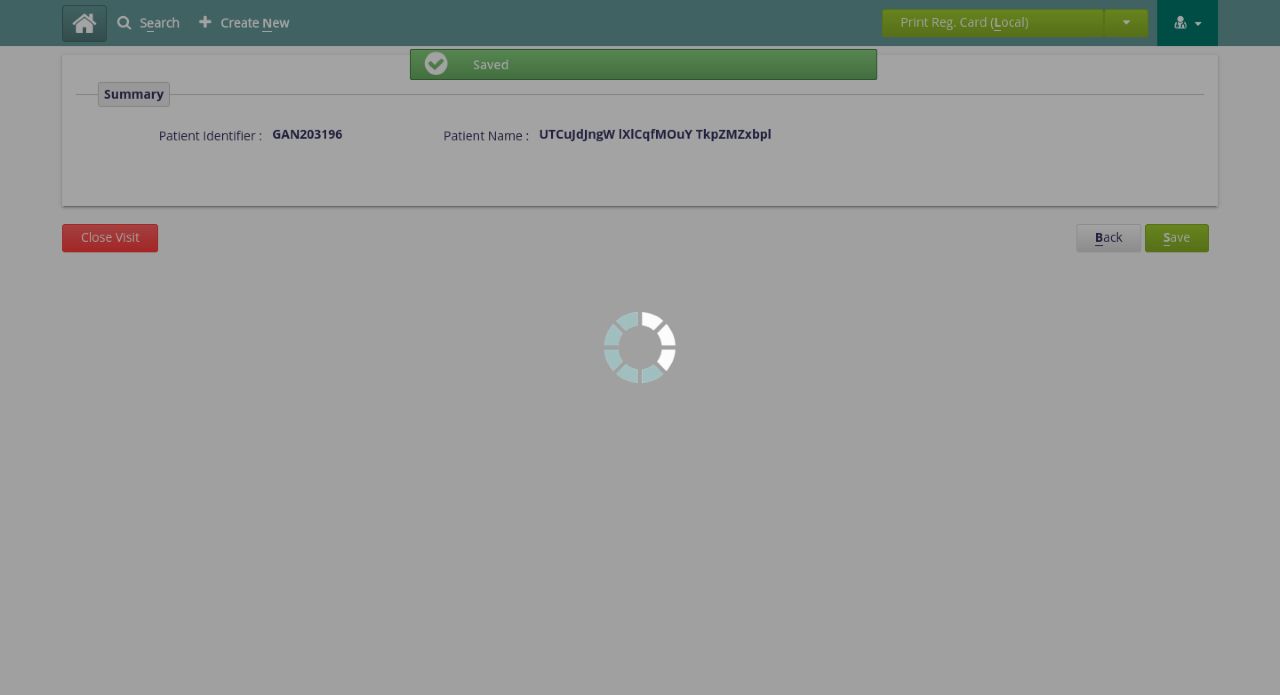 Search
Create New
Print Reg. Card (Local)
Saved
Summary
Patient Identifier : GAN203196
Patient Name : UTCuJdJngW lXlCqfMOuY TkpZMZxbpl
Close Visit
Back
Save